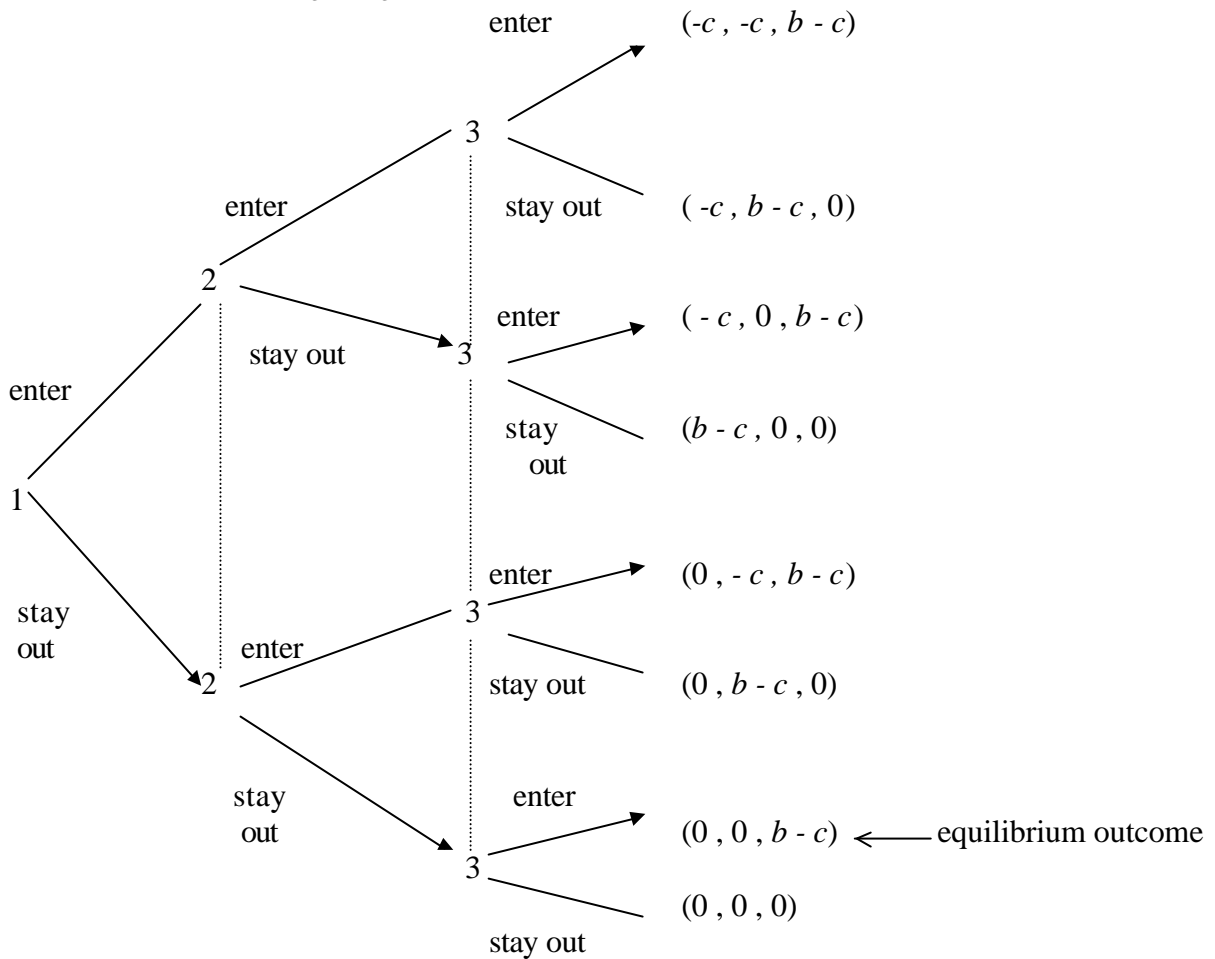 enter (-c , -c, b - c)
3
enter stay out ( -c , b - c, 0)
2
enter ( - c , 0 , b - c)
stay out 3
enter
stay (b - c , 0 , 0)
out
1
enter (0 , - c , b - c)
stay 3
out enter
2 stay out (0 , b - c , 0)
stay enter
out (0 , 0 , b - c) equilibrium outcome
3
(0 , 0 , 0)
stay out